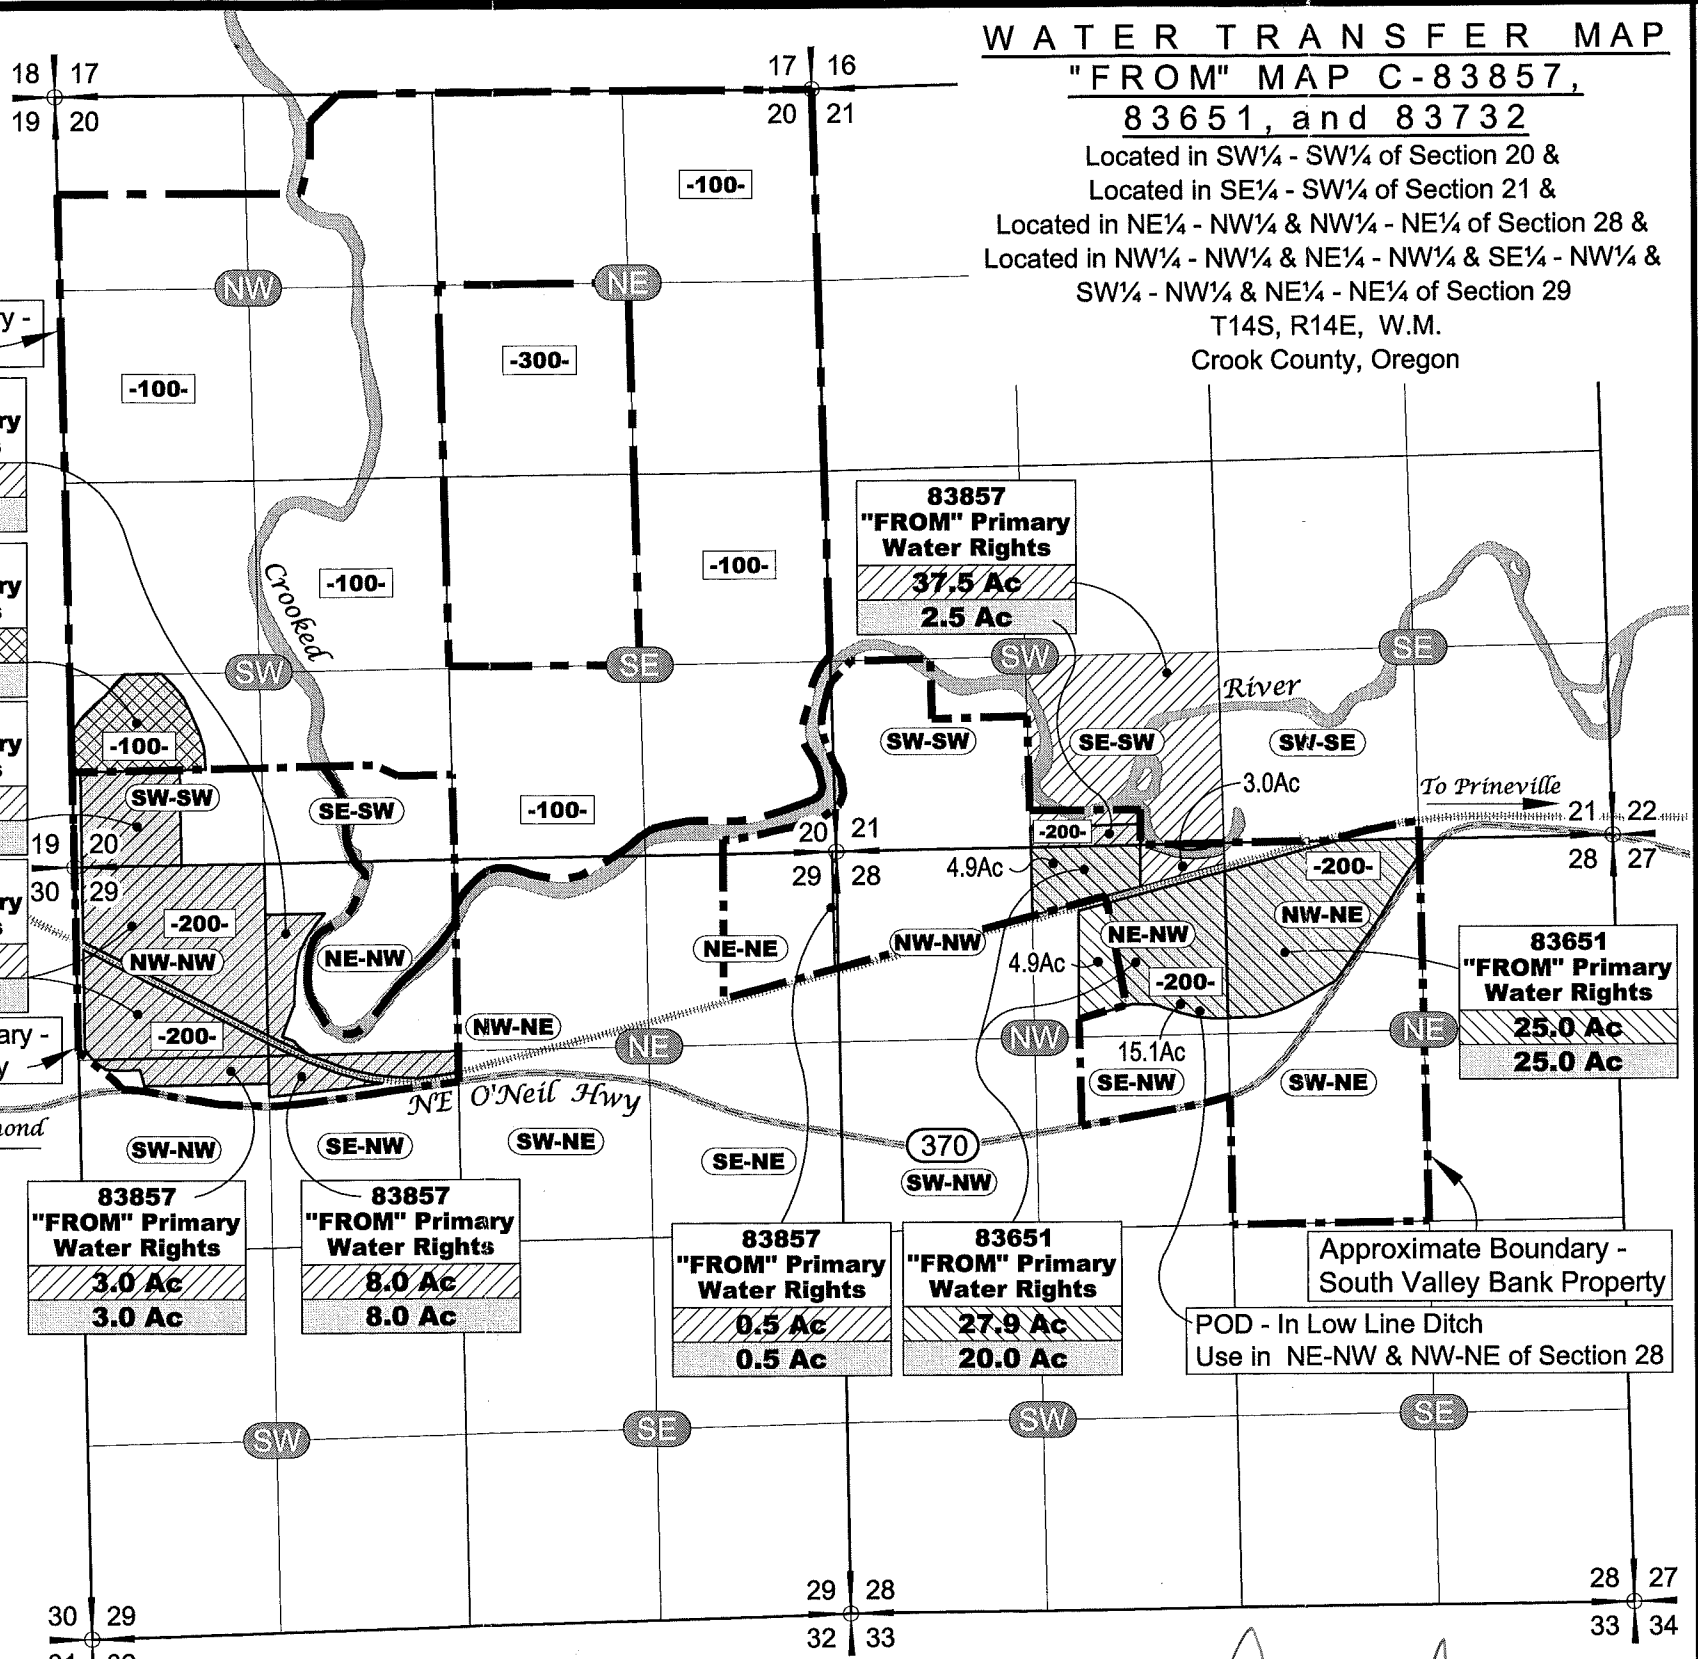 WATER TRANSFER MAP
"FROM" MAP C-83857,
83651, and 83732
Located in SW¼ - SW¼ of Section 20 &
Located in SE¼ - SW¼ of Section 21 &
Located in NE¼ - NW¼ & NW¼ - NE¼ of Section 28 &
Located in NW¼ - NW¼ & NE¼ - NW¼ & SE¼ - NW¼ &
SW¼ - NW¼ & NE¼ - NE¼ of Section 29
T14S, R14E, W.M.
Crook County, Oregon
18 17
19 20
17 16
20 21
-100-
NW
NE
ry -
-300-
-100-
ry
83857
"FROM" Primary
Water Rights
37.5 Ac
2.5 Ac
-100-
-100-
Crooked
ry
SW
SE
SW
SE
River
-100-
SW-SW
SE-SW
SW-SE
ry
SW-SW
SE-SW
-100-
3.0Ac
To Prineville
21 22
28 27
19 20
30 29
20 21
29 28
-200-
4.9Ac
-200-
ry
-200-
NW-NW
NE-NW
NE-NE
NW-NW
NE-NW
NW-NE
4.9Ac
-200-
83651
"FROM" Primary
Water Rights
25.0 Ac
25.0 Ac
ary -
y
-200-
NW-NE
NE
NW
NE
15.1Ac
SE-NW
SW-NE
NE O'Neil Hwy
mond
370
SW-NW
SE-NW
SW-NE
SE-NE
SW-NW
83857
"FROM" Primary
Water Rights
3.0 Ac
3.0 Ac
83857
"FROM" Primary
Water Rights
8.0 Ac
8.0 Ac
83857
"FROM" Primary
Water Rights
0.5 Ac
0.5 Ac
83651
"FROM" Primary
Water Rights
27.9 Ac
20.0 Ac
Approximate Boundary -
South Valley Bank Property
POD - In Low Line Ditch
Use in NE-NW & NW-NE of Section 28
SW
SE
SW
SE
30 29
29 28
32 33
28 27
33 34